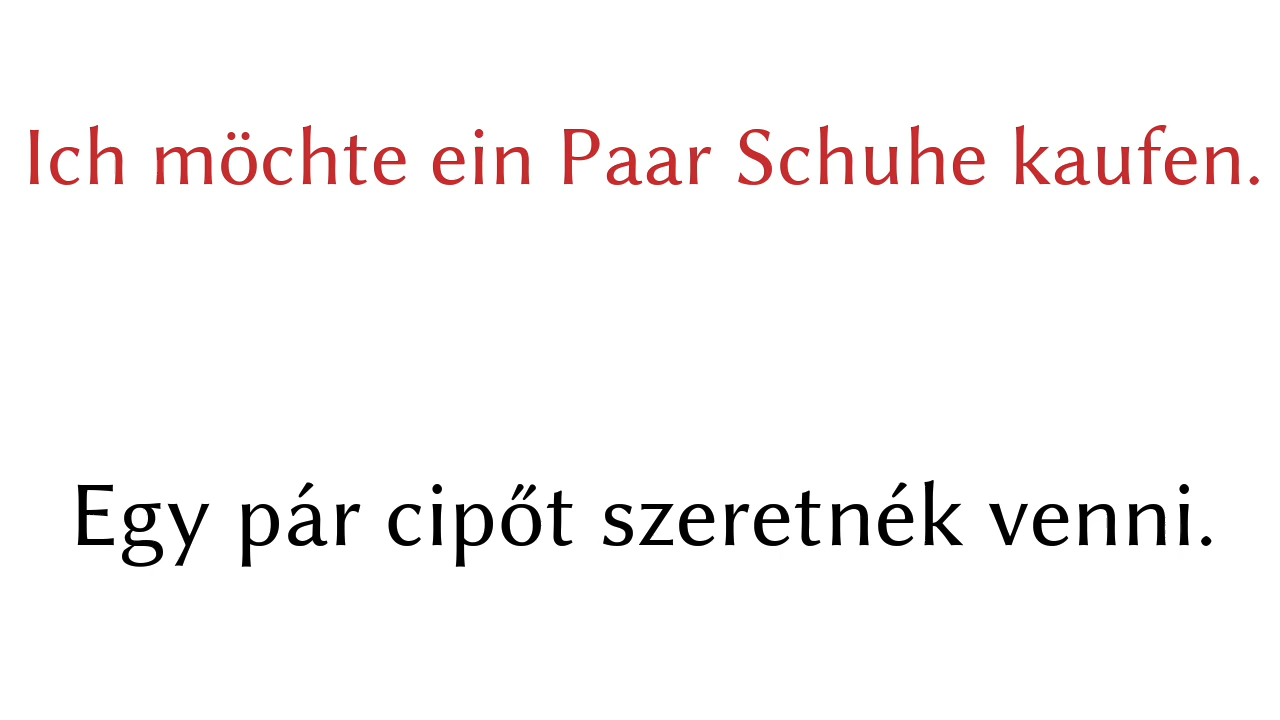 Ich möchte ein Paar Schuhe kaufen.
Egy pár cipőt szeretnék venni.